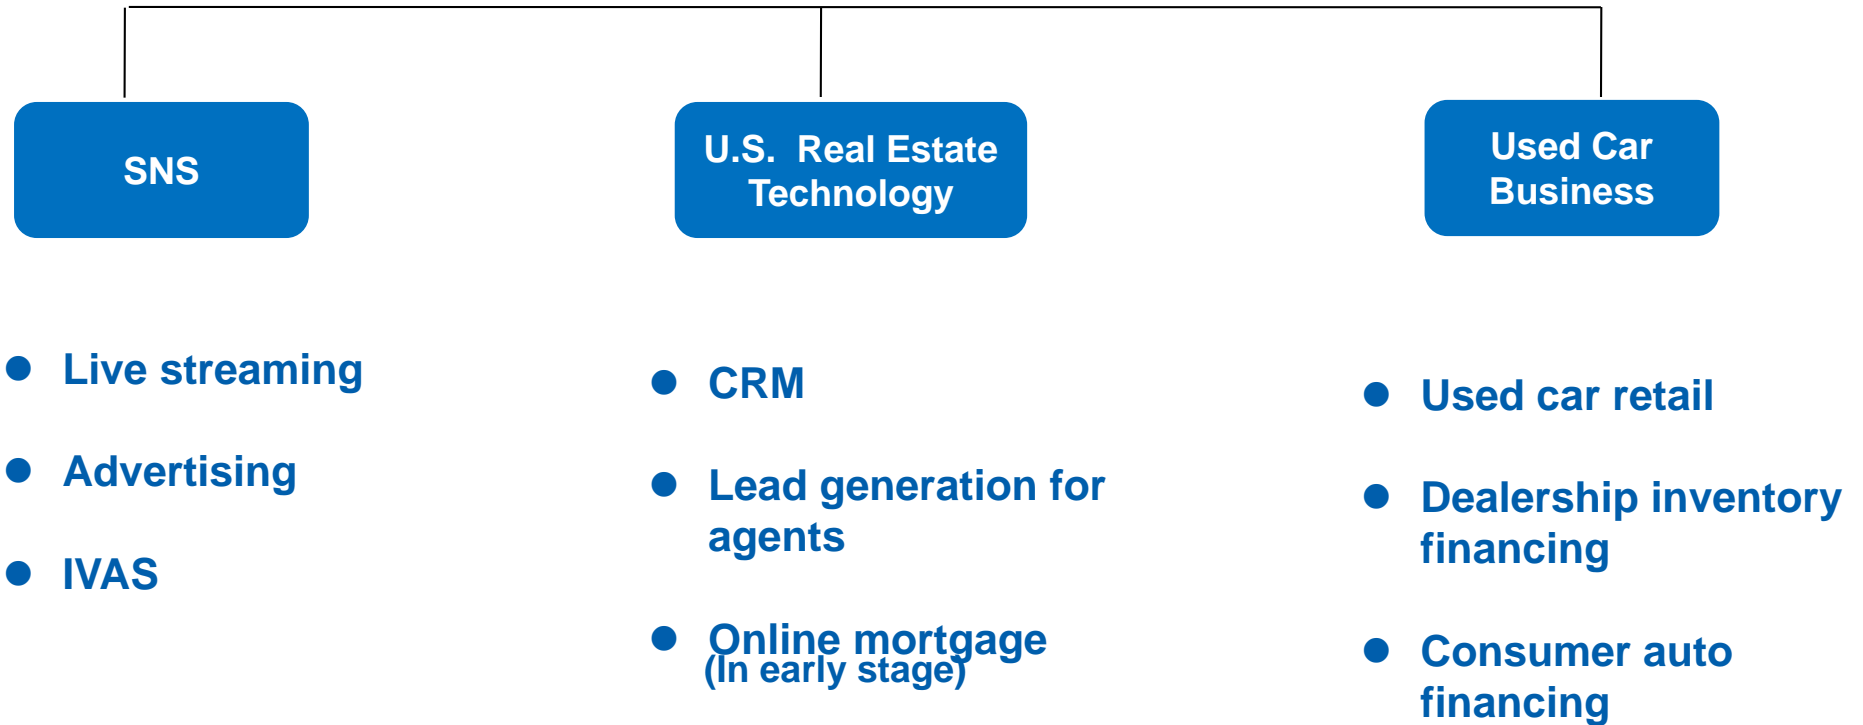 SNS
Live streaming
Advertising
IVAS
U.S. Real Estate
Technology
CRM
Lead generation for
agents
Online mortgage
(In early stage)
Used Car
Business
Used car retail
Dealership inventory
financing
Consumer auto
financing